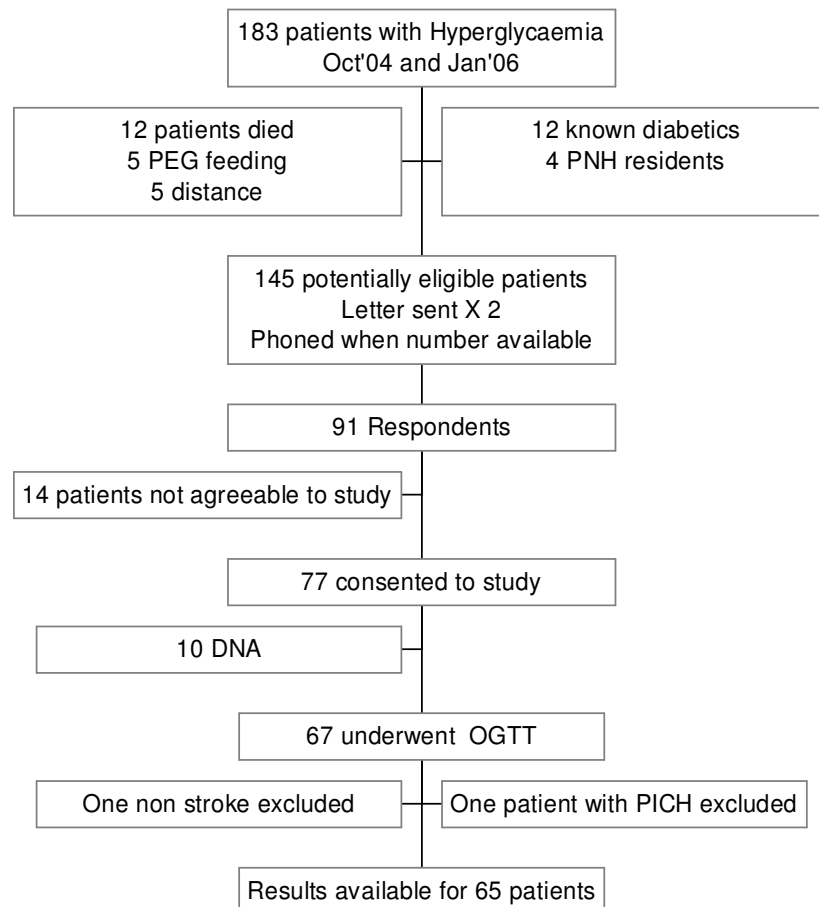 183 patients with Hyperglycaemia
Oct'04 and Jan'06
12 patients died
5 PEG feeding
5 distance
12 known diabetics
4 PNH residents
145 potentially eligible patients
Letter sent X 2
Phoned when number available
91 Respondents
14 patients not agreeable to study
77 consented to study
10 DNA
67 underwent  OGTT
One non stroke excluded
One patient with PICH excluded
Results available for 65 patients